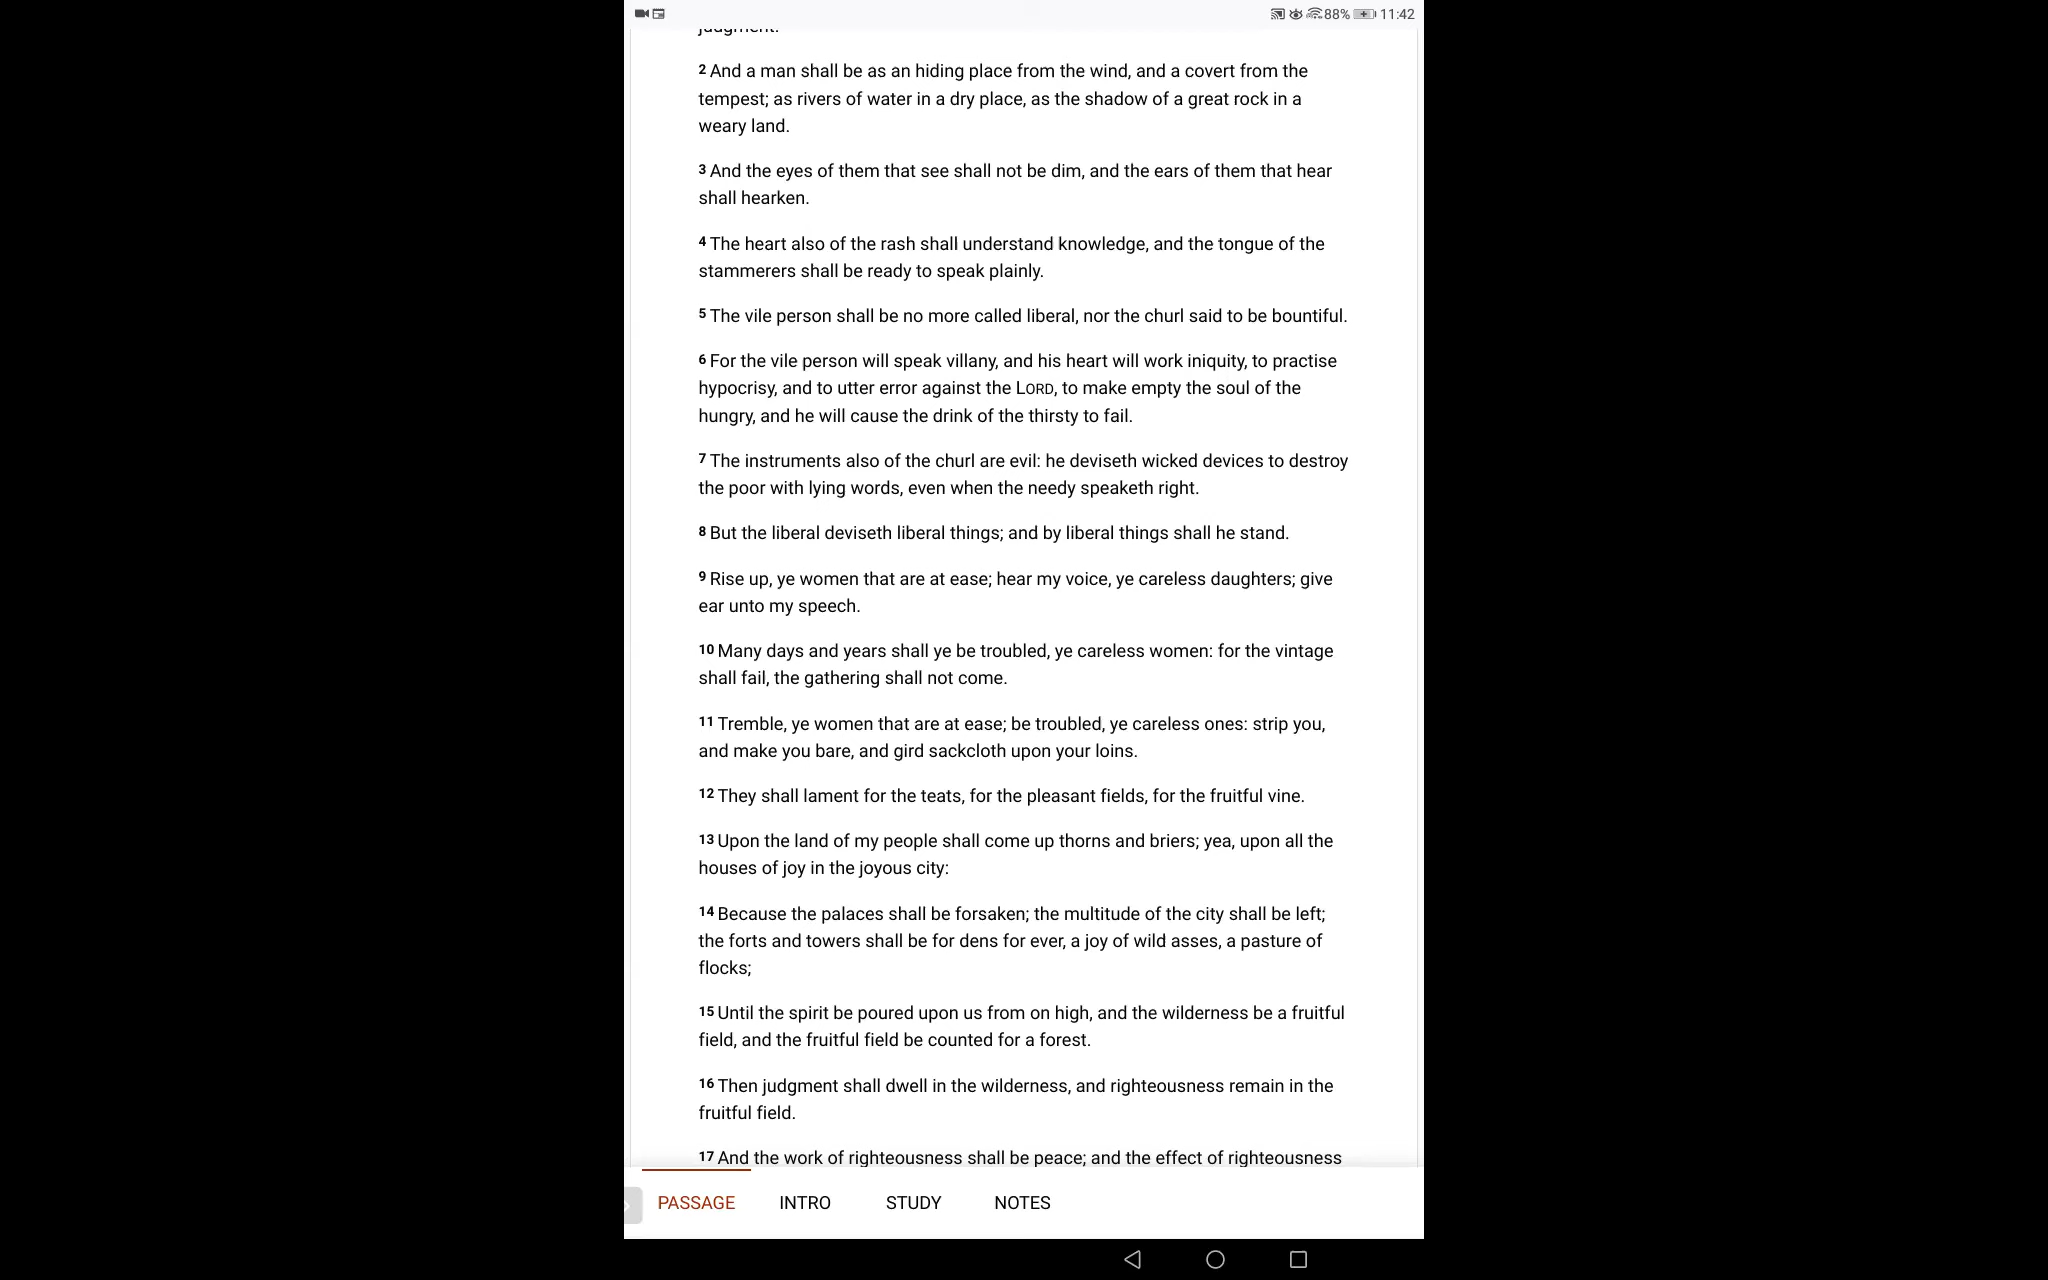 88% 11:42
judgment.
2 And a man shall be as an hiding place from the wind, and a covert from the
tempest; as rivers of water in a dry place, as the shadow of a great rock in a
weary land.
3 And the eyes of them that see shall not be dim, and the ears of them that hear
shall hearken.
4 The heart also of the rash shall understand knowledge, and the tongue of the
stammerers shall be ready to speak plainly.
5 The vile person shall be no more called liberal, nor the churl said to be bountiful.
6 For the vile person will speak villany, and his heart will work iniquity, to practise
hypocrisy, and to utter error against the LORD, to make empty the soul of the
hungry, and he will cause the drink of the thirsty to fail.
7 The instruments also of the churl are evil: he deviseth wicked devices to destroy
the poor with lying words, even when the needy speaketh right.
8 But the liberal deviseth liberal things; and by liberal things shall he stand.
9 Rise up, ye women that are at ease; hear my voice, ye careless daughters; give
ear unto my speech.
10 Many days and years shall ye be troubled, ye careless women: for the vintage
shall fail, the gathering shall not come.
11 Tremble, ye women that are at ease; be troubled, ye careless ones: strip you,
and make you bare, and gird sackcloth upon your loins.
12 They shall lament for the teats, for the pleasant fields, for the fruitful vine.
13 Upon the land of my people shall come up thorns and briers; yea, upon all the
houses of joy in the joyous city:
14 Because the palaces shall be forsaken; the multitude of the city shall be left;
the forts and towers shall be for dens for ever, a joy of wild asses, a pasture of
flocks;
15 Until the spirit be poured upon us from on high, and the wilderness be a fruitful
field, and the fruitful field be counted for a forest.
16 Then judgment shall dwell in the wilderness, and righteousness remain in the
fruitful field.
17 And the work of righteousness shall be peace; and the effect of righteousness
PASSAGE INTRO STUDY NOTES